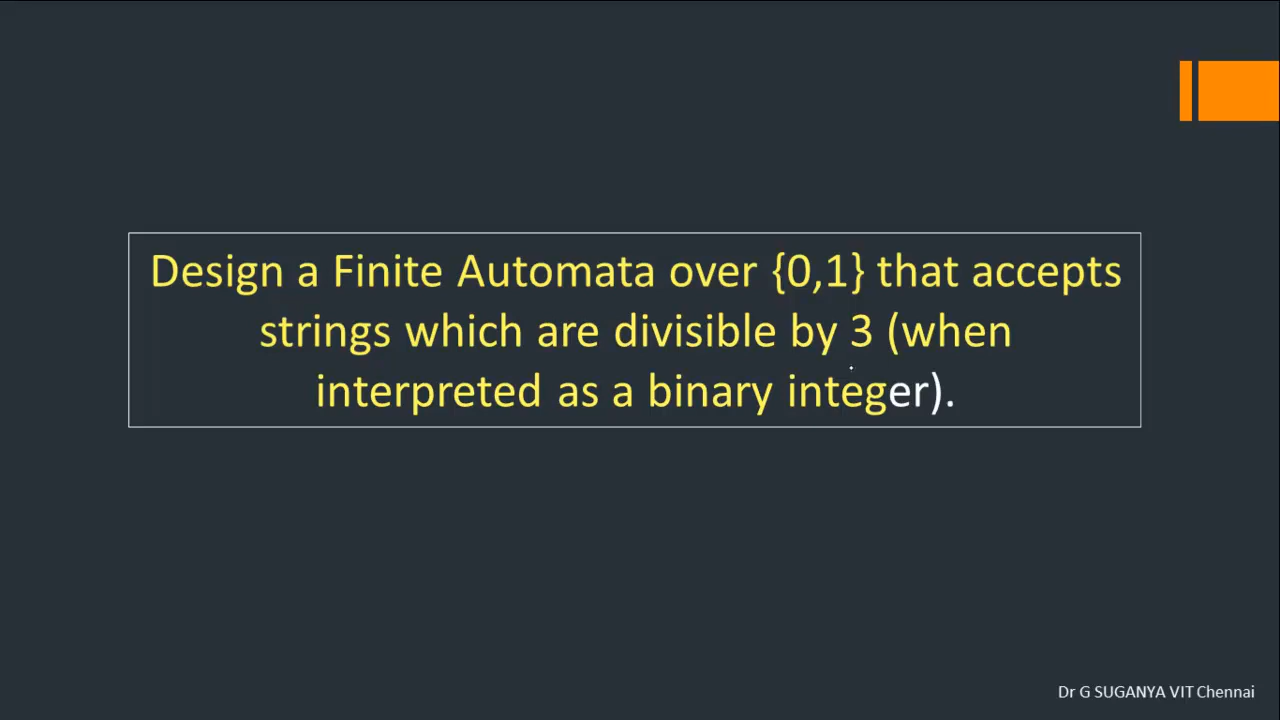 Design a Finite Automata over {0,1} that accepts
strings which are divisible by 3 (when
interpreted as a binary integer).
Dr G SUGANYA VIT Chennai